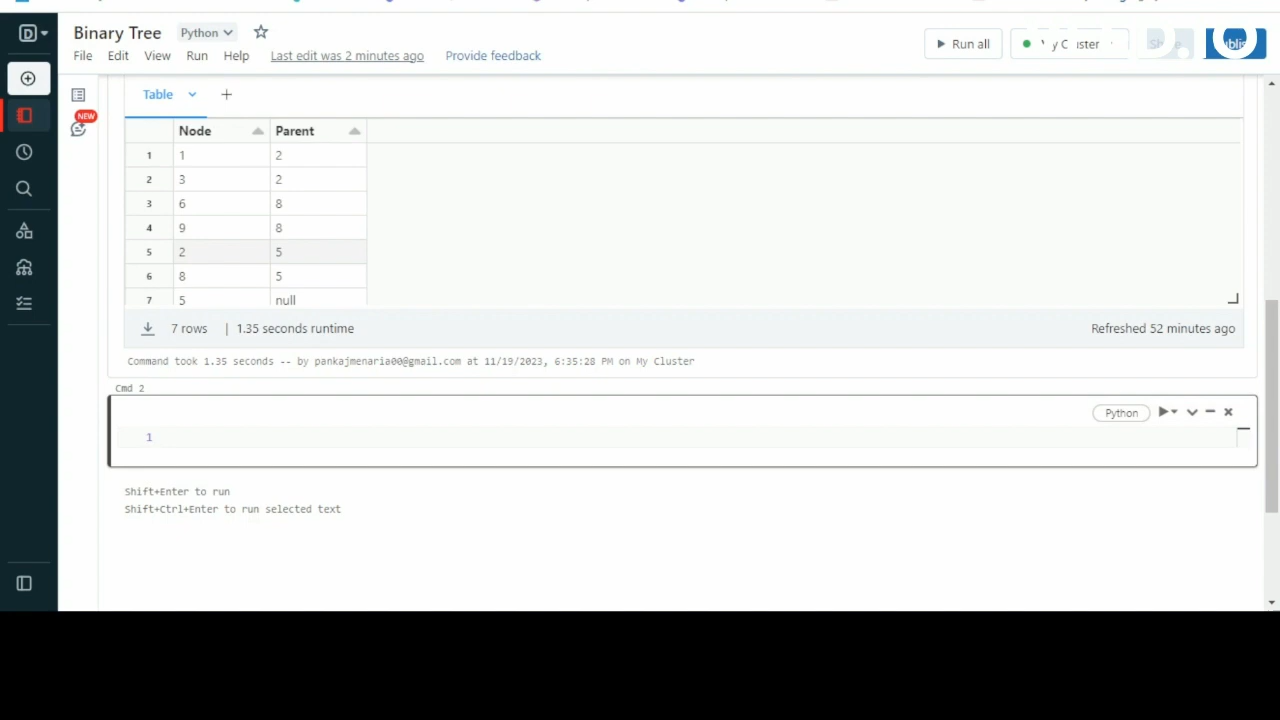 Binary Tree Python
File Edit View Run Help Last edit was 2 minutes ago Provide feedback
Run all
Cluster
NEW
Table +
Node Parent
1 1 2
2 3 2
3 6 8
4 9 8
5 2 5
6 8 5
7 5 null
7 rows | 1.35 seconds runtime Refreshed 52 minutes ago
Command took 1.35 seconds -- by pankajmenaria00@gmail.com at 11/19/2023, 6:35:28 PM on My Cluster
Cmd 2
Python
1
Shift+Enter to run
Shift+Ctrl+Enter to run selected text